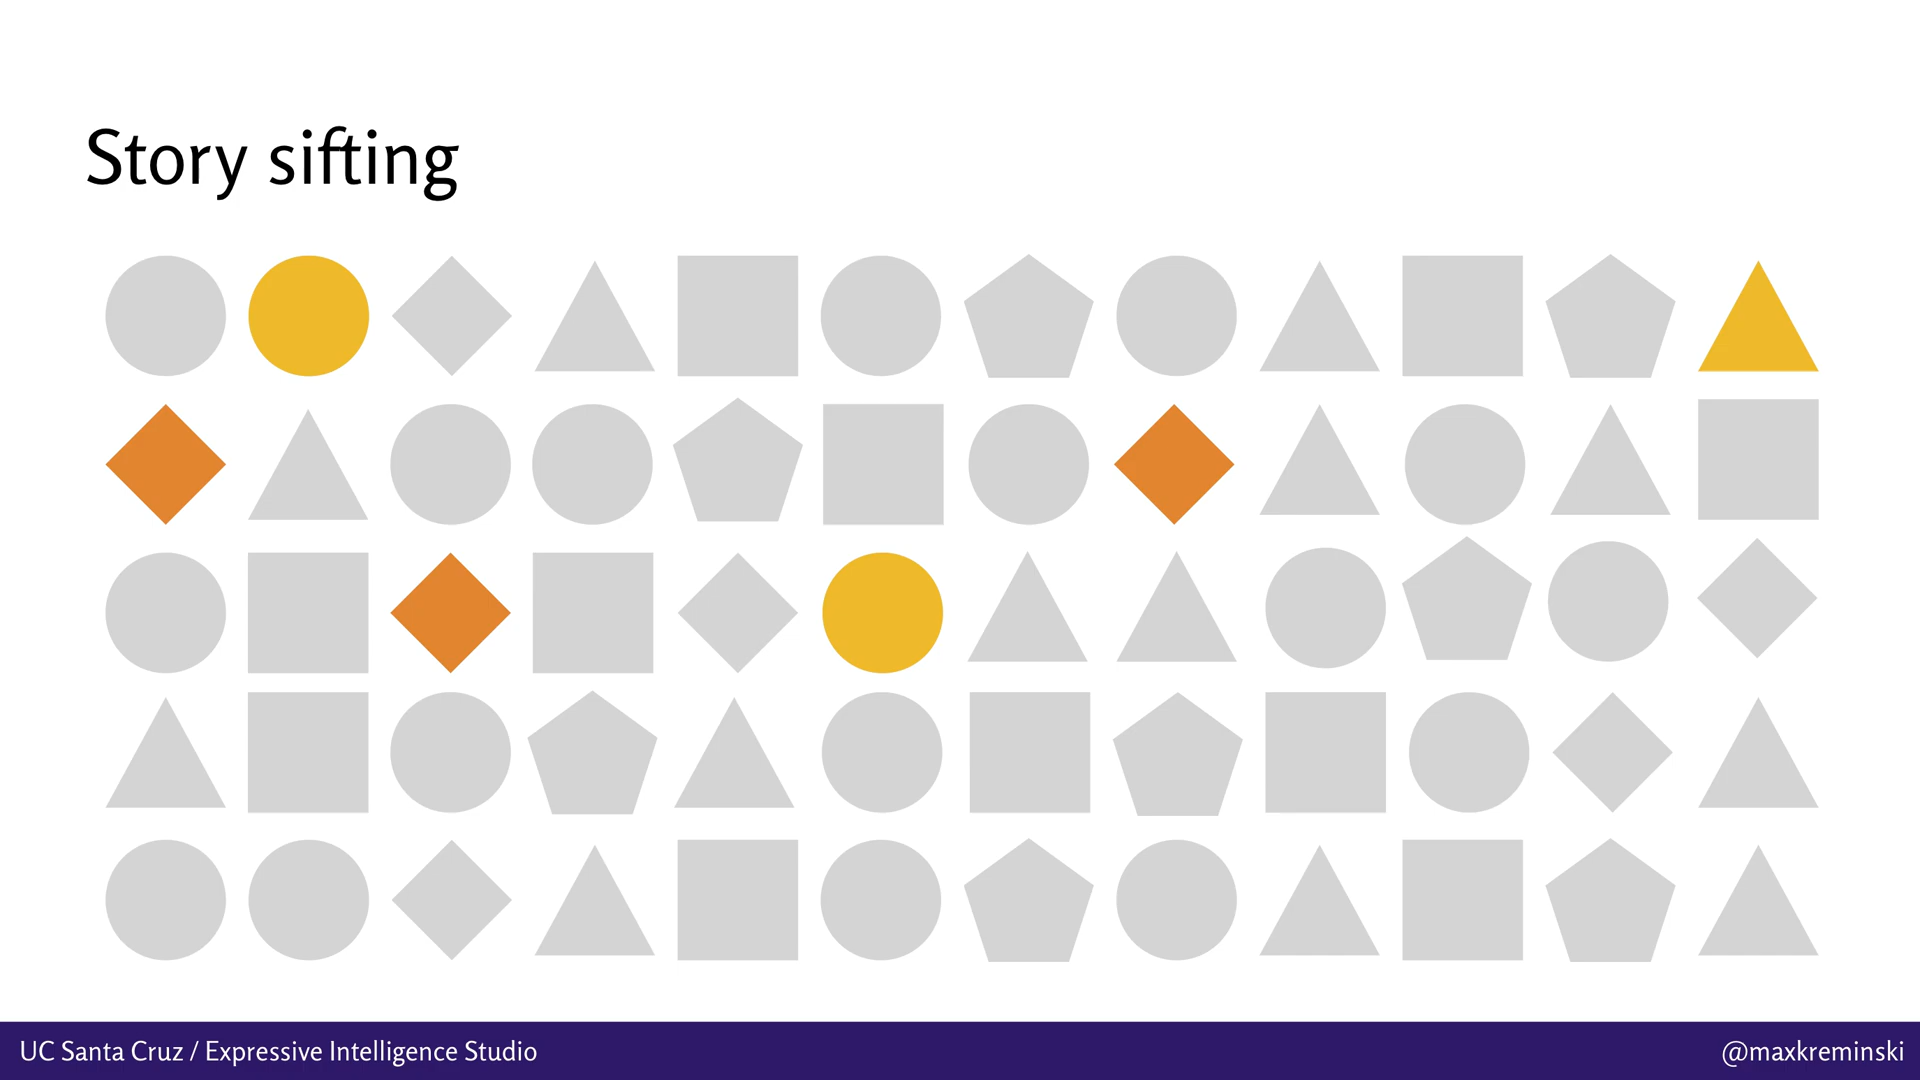 Story sifting
UC Santa Cruz / Expressive Intelligence Studio
@maxkreminski